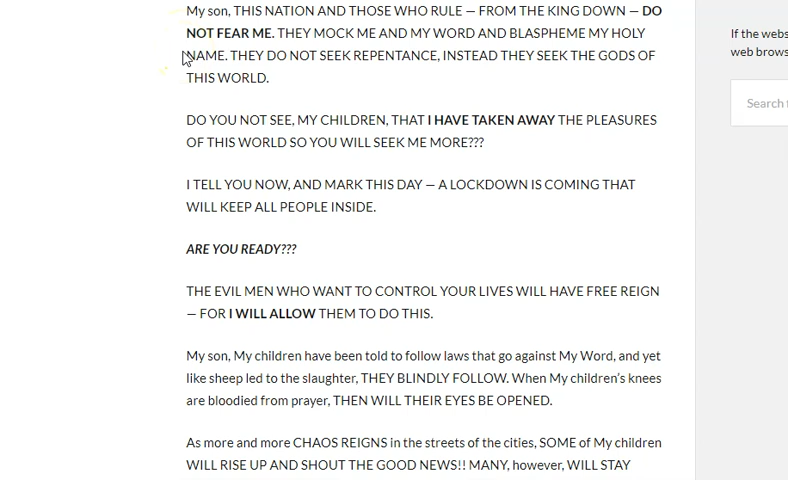 My son, THIS NATION AND THOSE WHO RULE — FROM THE KING DOWN — DO
NOT FEAR ME. THEY MOCK ME AND MY WORD AND BLASPHEME MY HOLY
NAME. THEY DO NOT SEEK REPENTANCE, INSTEAD THEY SEEK THE GODS OF
THIS WORLD.
DO YOU NOT SEE, MY CHILDREN, THAT I HAVE TAKEN AWAY THE PLEASURES
OF THIS WORLD SO YOU WILL SEEK ME MORE???
I TELL YOU NOW, AND MARK THIS DAY — A LOCKDOWN IS COMING THAT
WILL KEEP ALL PEOPLE INSIDE.
ARE YOU READY???
THE EVIL MEN WHO WANT TO CONTROL YOUR LIVES WILL HAVE FREE REIGN
— FOR I WILL ALLOW THEM TO DO THIS.
My son, My children have been told to follow laws that go against My Word, and yet
like sheep led to the slaughter, THEY BLINDLY FOLLOW. When My children's knees
are bloodied from prayer, THEN WILL THEIR EYES BE OPENED.
As more and more CHAOS REIGNS in the streets of the cities, SOME of My children
WILL RISE UP AND SHOUT THE GOOD NEWS!! MANY, however, WILL STAY
If the webs
web brows
Search